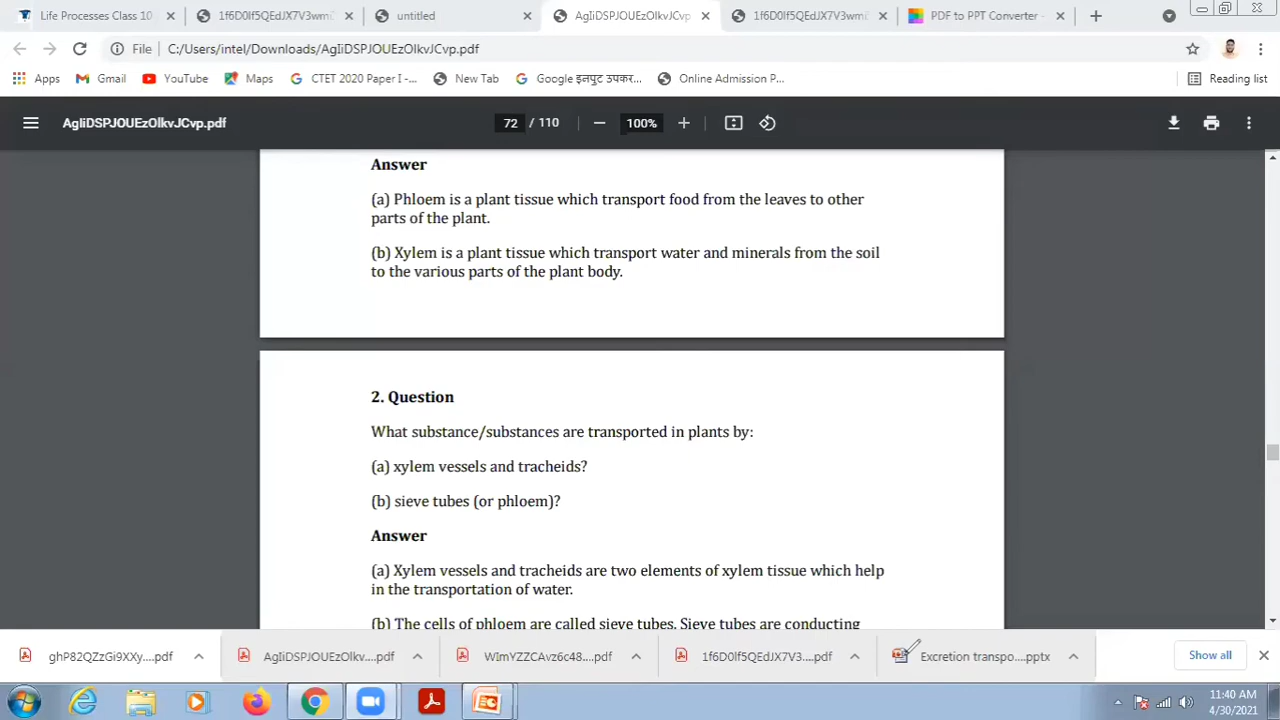 Life Processes Class 10
1f6D0lf5QEdJX7V3wmi
untitled
AgIiDSPJOUEzOlkvJCvp
1f6D0lf5QEdJX7V3wmi
PDF to PPT Converter -
File
C:/Users/intel/Downloads/AgIiDSPJOUEzOlkvJCvp.pdf
Apps
Gmail
YouTube
Maps
CTET 2020 Paper I -...
New Tab
Google इनपुट उपकर...
Online Admission P...
Reading list
AgIiDSPJOUEzOlkvJCvp.pdf
72 / 110
100%
Answer
(a) Phloem is a plant tissue which transport food from the leaves to other
parts of the plant.
(b) Xylem is a plant tissue which transport water and minerals from the soil
to the various parts of the plant body.
2. Question
What substance/substances are transported in plants by:
(a) xylem vessels and tracheids?
(b) sieve tubes (or phloem)?
Answer
(a) Xylem vessels and tracheids are two elements of xylem tissue which help
in the transportation of water.
(b) The cells of phloem are called sieve tubes. Sieve tubes are conducting
ghP82QZzGi9XXy....pdf
AgIiDSPJOUEzOlkv....pdf
WImYZZCAvz6c48....pdf
1f6D0lf5QEdJX7V3....pdf
Excretion transpo....pptx
Show all
11:40 AM
4/30/2021